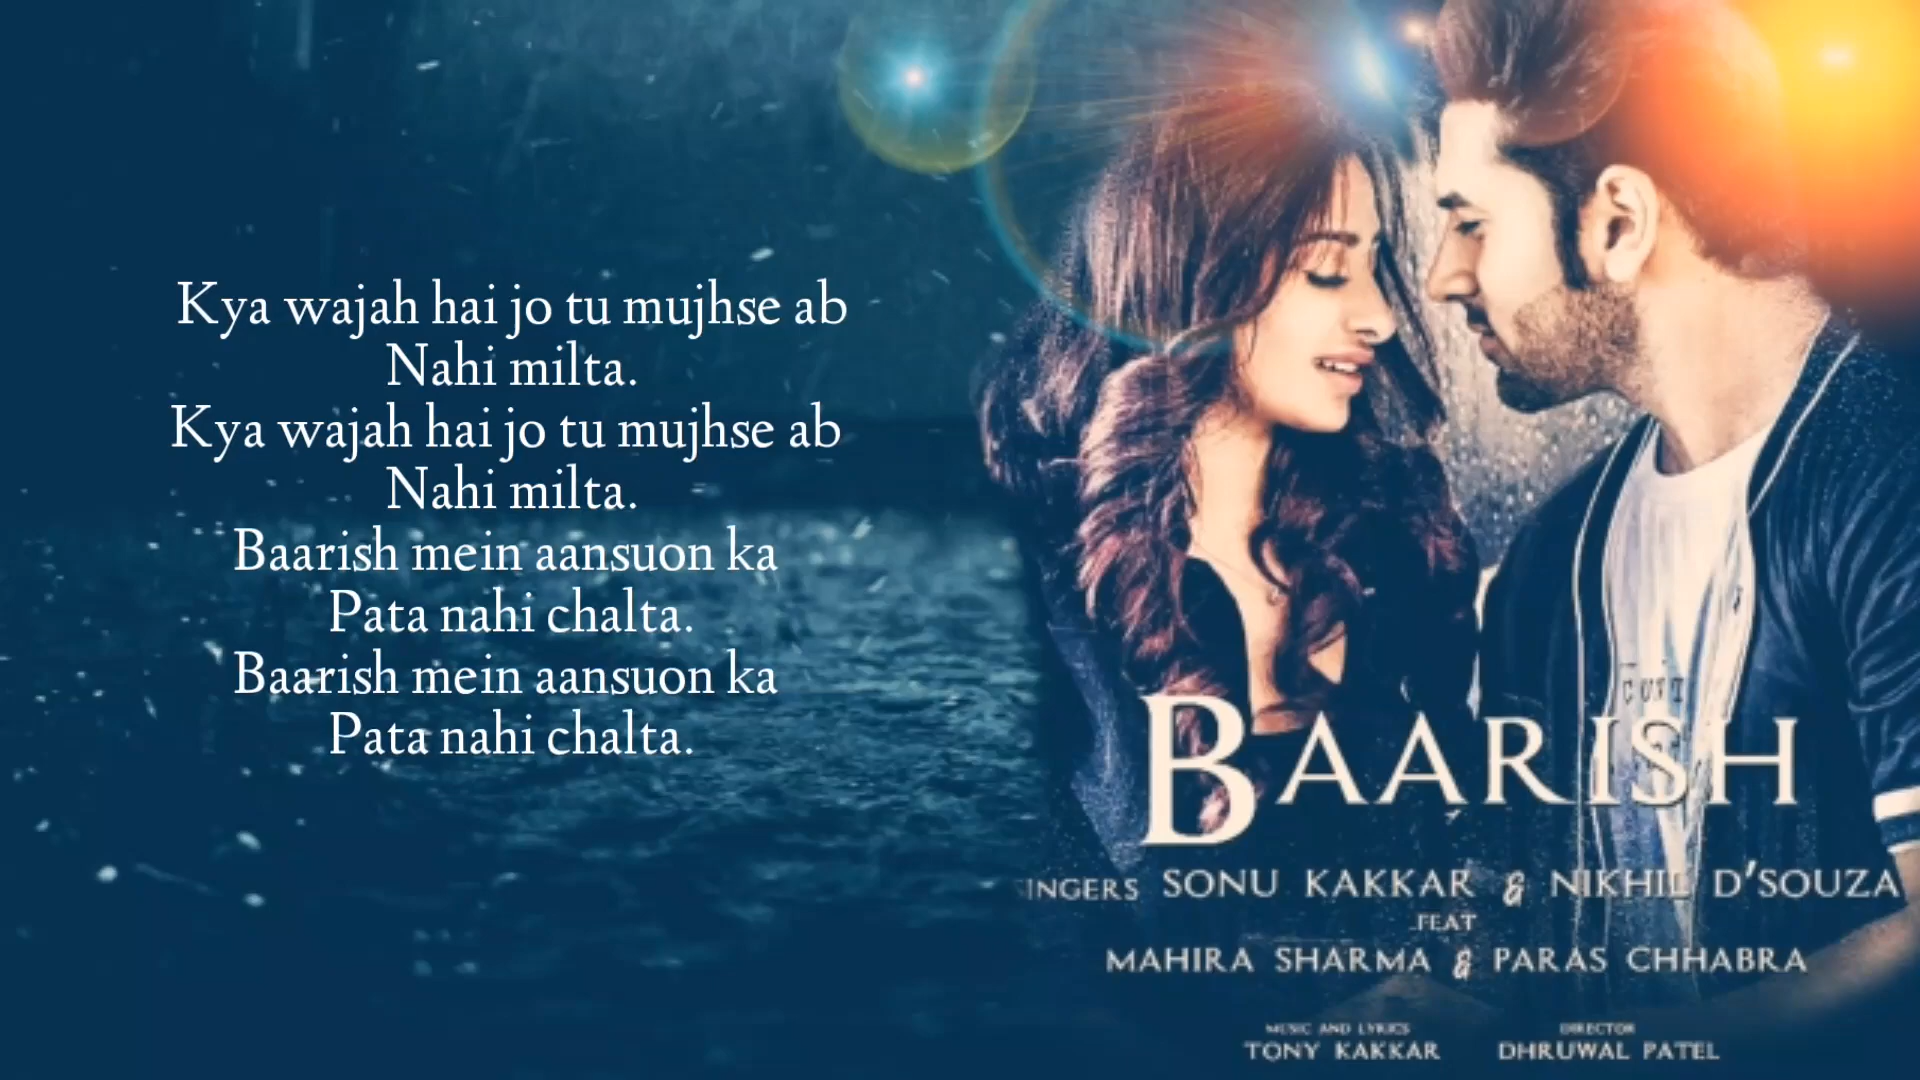 Kya wajah hai jo tu mujhse ab
Nahi milta.
Kya wajah hai jo tu mujhse ab
Nahi milta.
Baarish mein aansuon ka
Pata nahi chalta.
Baarish mein aansuon ka
Pata nahi chalta.
BAARISH
SINGERS SONU KAKKAR & NIKHIL D'SOUZA
FEAT
MAHIRA SHARMA & PARAS CHHABRA
MUSIC AND LYRICS
TONY KAKKAR
DIRECTOR
DHRUWAL PATEL